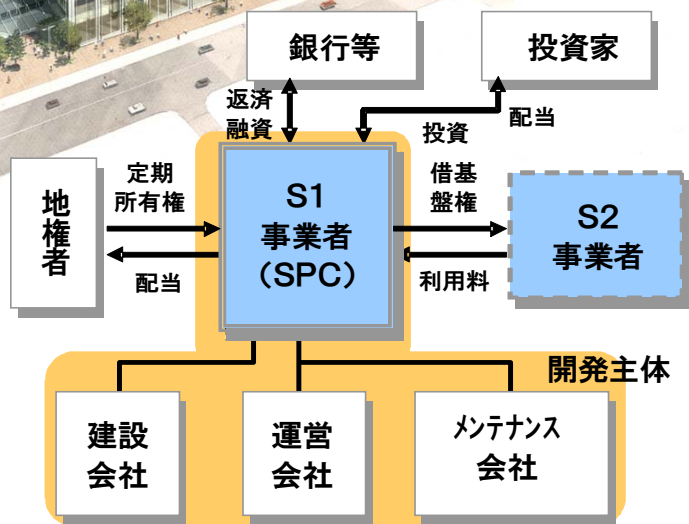 銀行等
投資家
返済
融資
投資
配当
地権者
定期
所有権
配当
S1
事業者
（SPC）
借基
盤権
利用料
S2
事業者
開発主体
建設
会社
運営
会社
ﾒﾝﾃﾅﾝｽ
会社